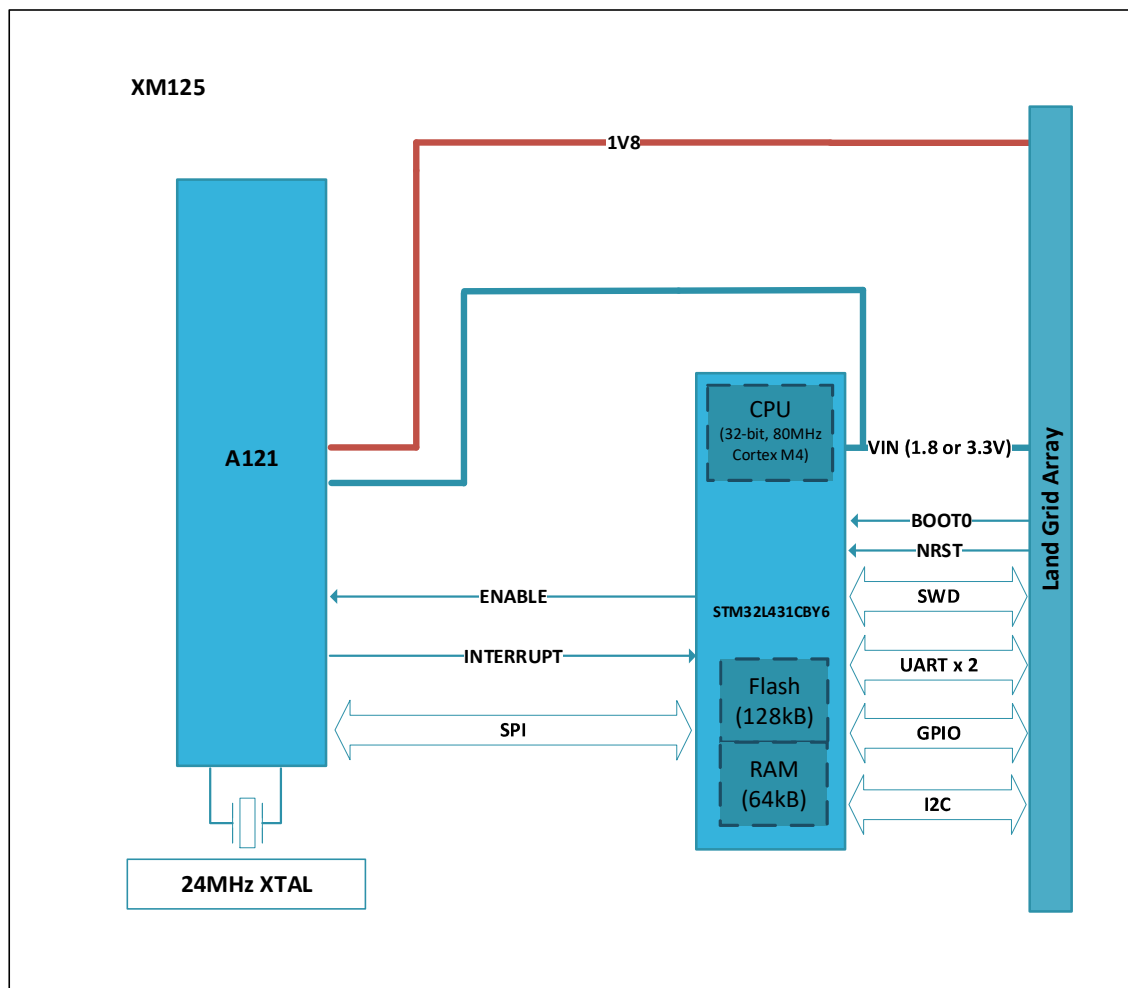 XM125
1V8
A121
CPU
(32-bit, 80MHz
Cortex M4)
VIN (1.8 or 3.3V)
BOOT0
NRST
ENABLE
SWD
STM32L431CBY6
INTERRUPT
UART x 2
Flash
(128kB)
SPI
GPIO
RAM
(64kB)
I2C
24MHz XTAL
Land Grid Array